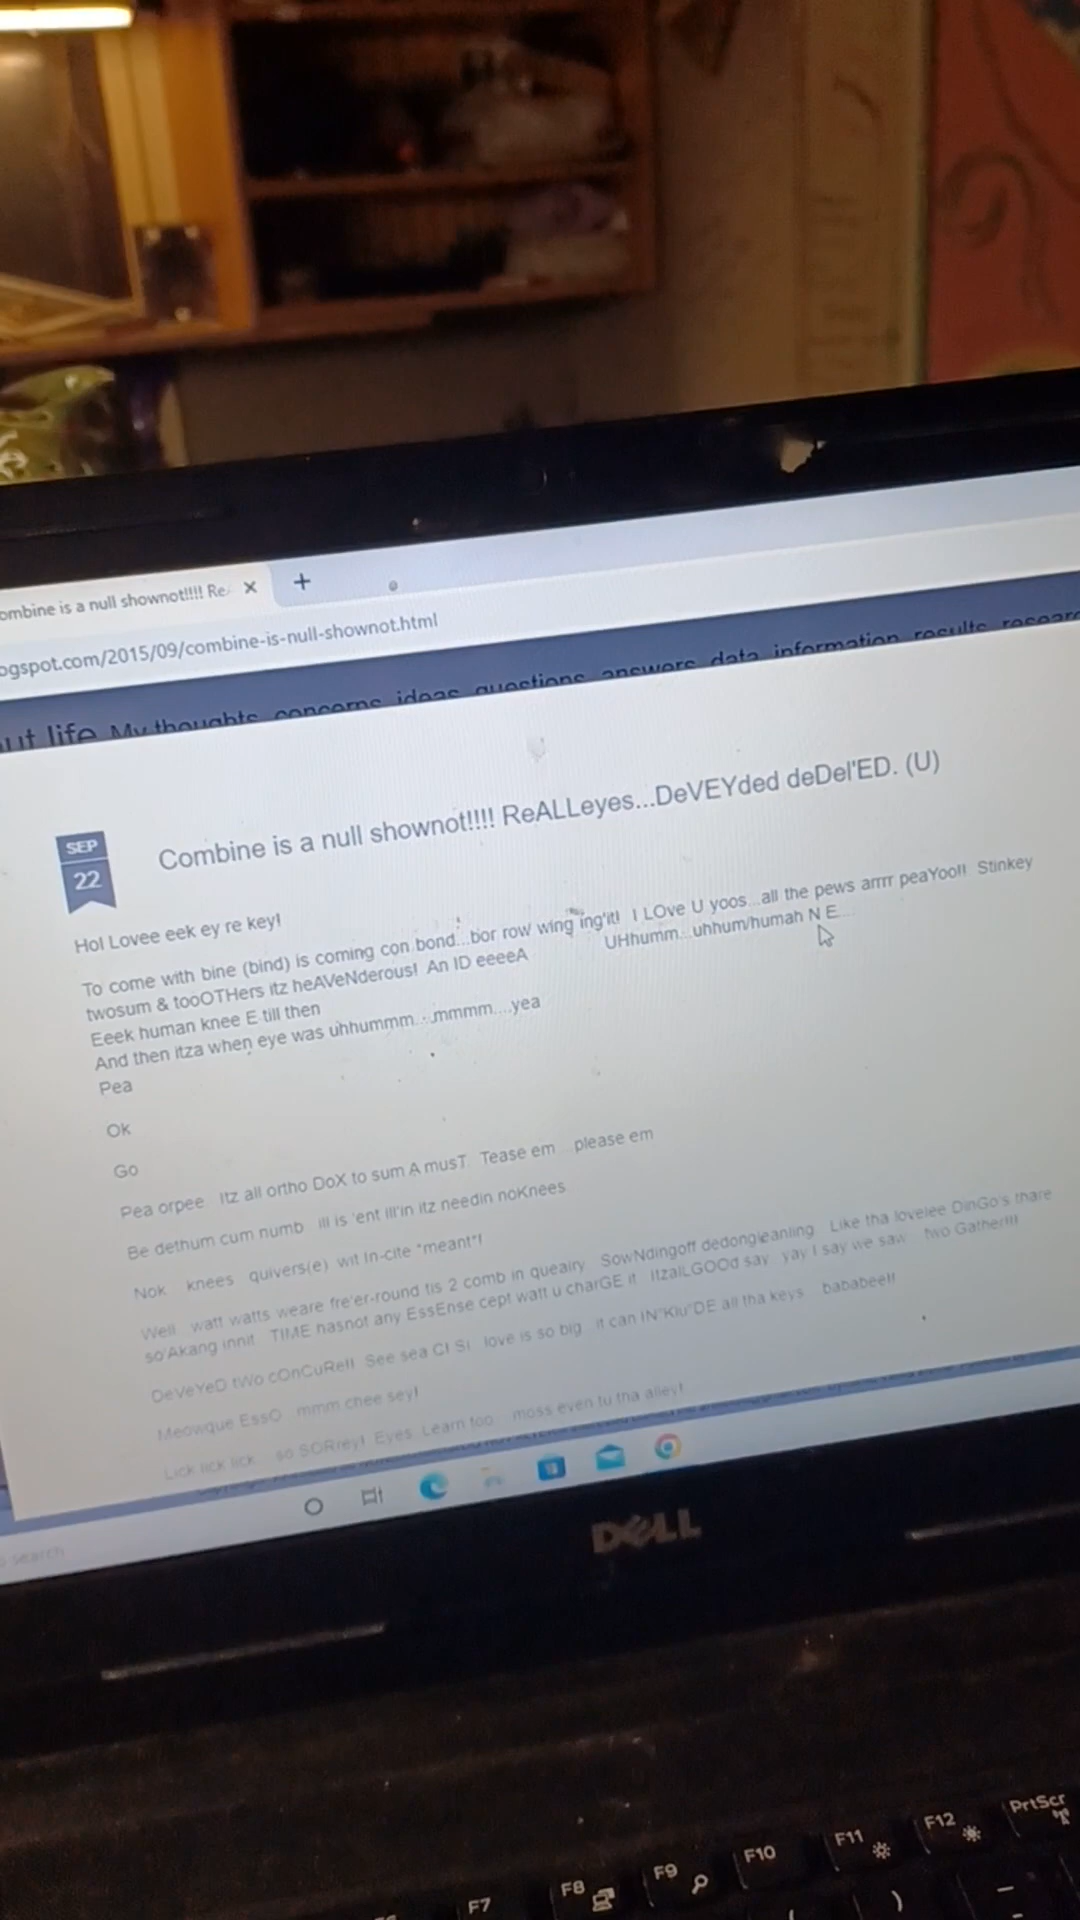 ombine is a null shownot!!!! Re
ogspot.com/2015/09/combine-is-null-shownot.html
ut life My thoughts concerns ideas questions answers data information results resear
SEP
22
Combine is a null shownot!!!! ReALLeyes...DeVEYded deDel'ED. (U)
Hol Lovee eek ey re key!
To come with bine (bind) is coming con bond...bor row wing ing'it! I LOve U yoos...all the pews arrrr peaYoo!! Stinkey
twosum & tooOTHers itz heAVeNderous! An ID eeeeA UHhumm...uhhum/humah N E...
Eeek human knee E till then
And then itza when eye was uhhummm....mmmm....yea
Pea
Ok
Go
Pea orpee Itz all ortho DoX to sum A musT Tease em please em
Be dethum cum numb ill is 'ent ill'in itz needin noKnees
Nok knees quivers(e) wit In-cite "meant"!
Well watt watts weare fre'er-round tis 2 comb in queairy SowNdingoff dedongleanling Like tha lovelee DinGo's thare
so'Akang innit TIME hasnot any EssEnse cept watt u charGE it ItzaLLGOOd say yay I say we saw two Gather!!!
DeVeYeD tWo cOnCuRe!! See sea C! S! love is so big it can IN"Klu"DE all tha keys bababee!!
Meowque EssO mmm chee sey!
Lick lick lick so SORrey! Eyes Learn too moss even tu tha alley!
search
DELL
F7
F8
F9
F10
F11
F12
PrtScr
)